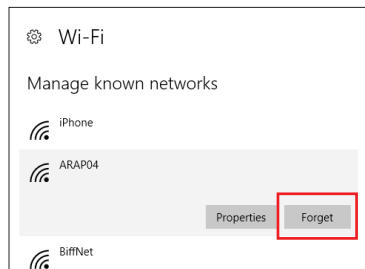 Wi-Fi
Manage known networks
iPhone
ARAP04
Properties Forget
BiffNet